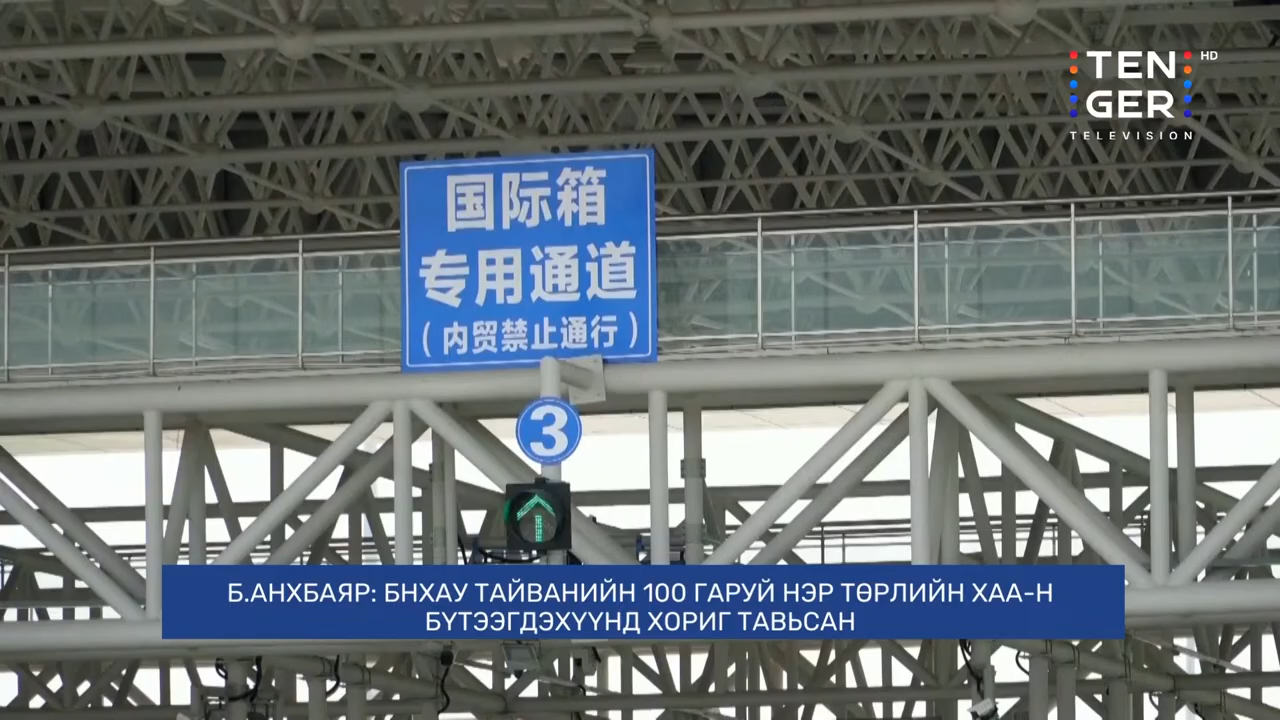 TEN
GER
HD
TELEVISION
国际箱
专用通道
（内贸禁止通行）
3
Б.АНХБАЯР: БНХАУ ТАЙВАНИЙН 100 ГАРУЙ НЭР ТӨРЛИЙН ХАА-Н
БҮТЭЭГДЭХҮҮНД ХОРИГ ТАВЬСАН